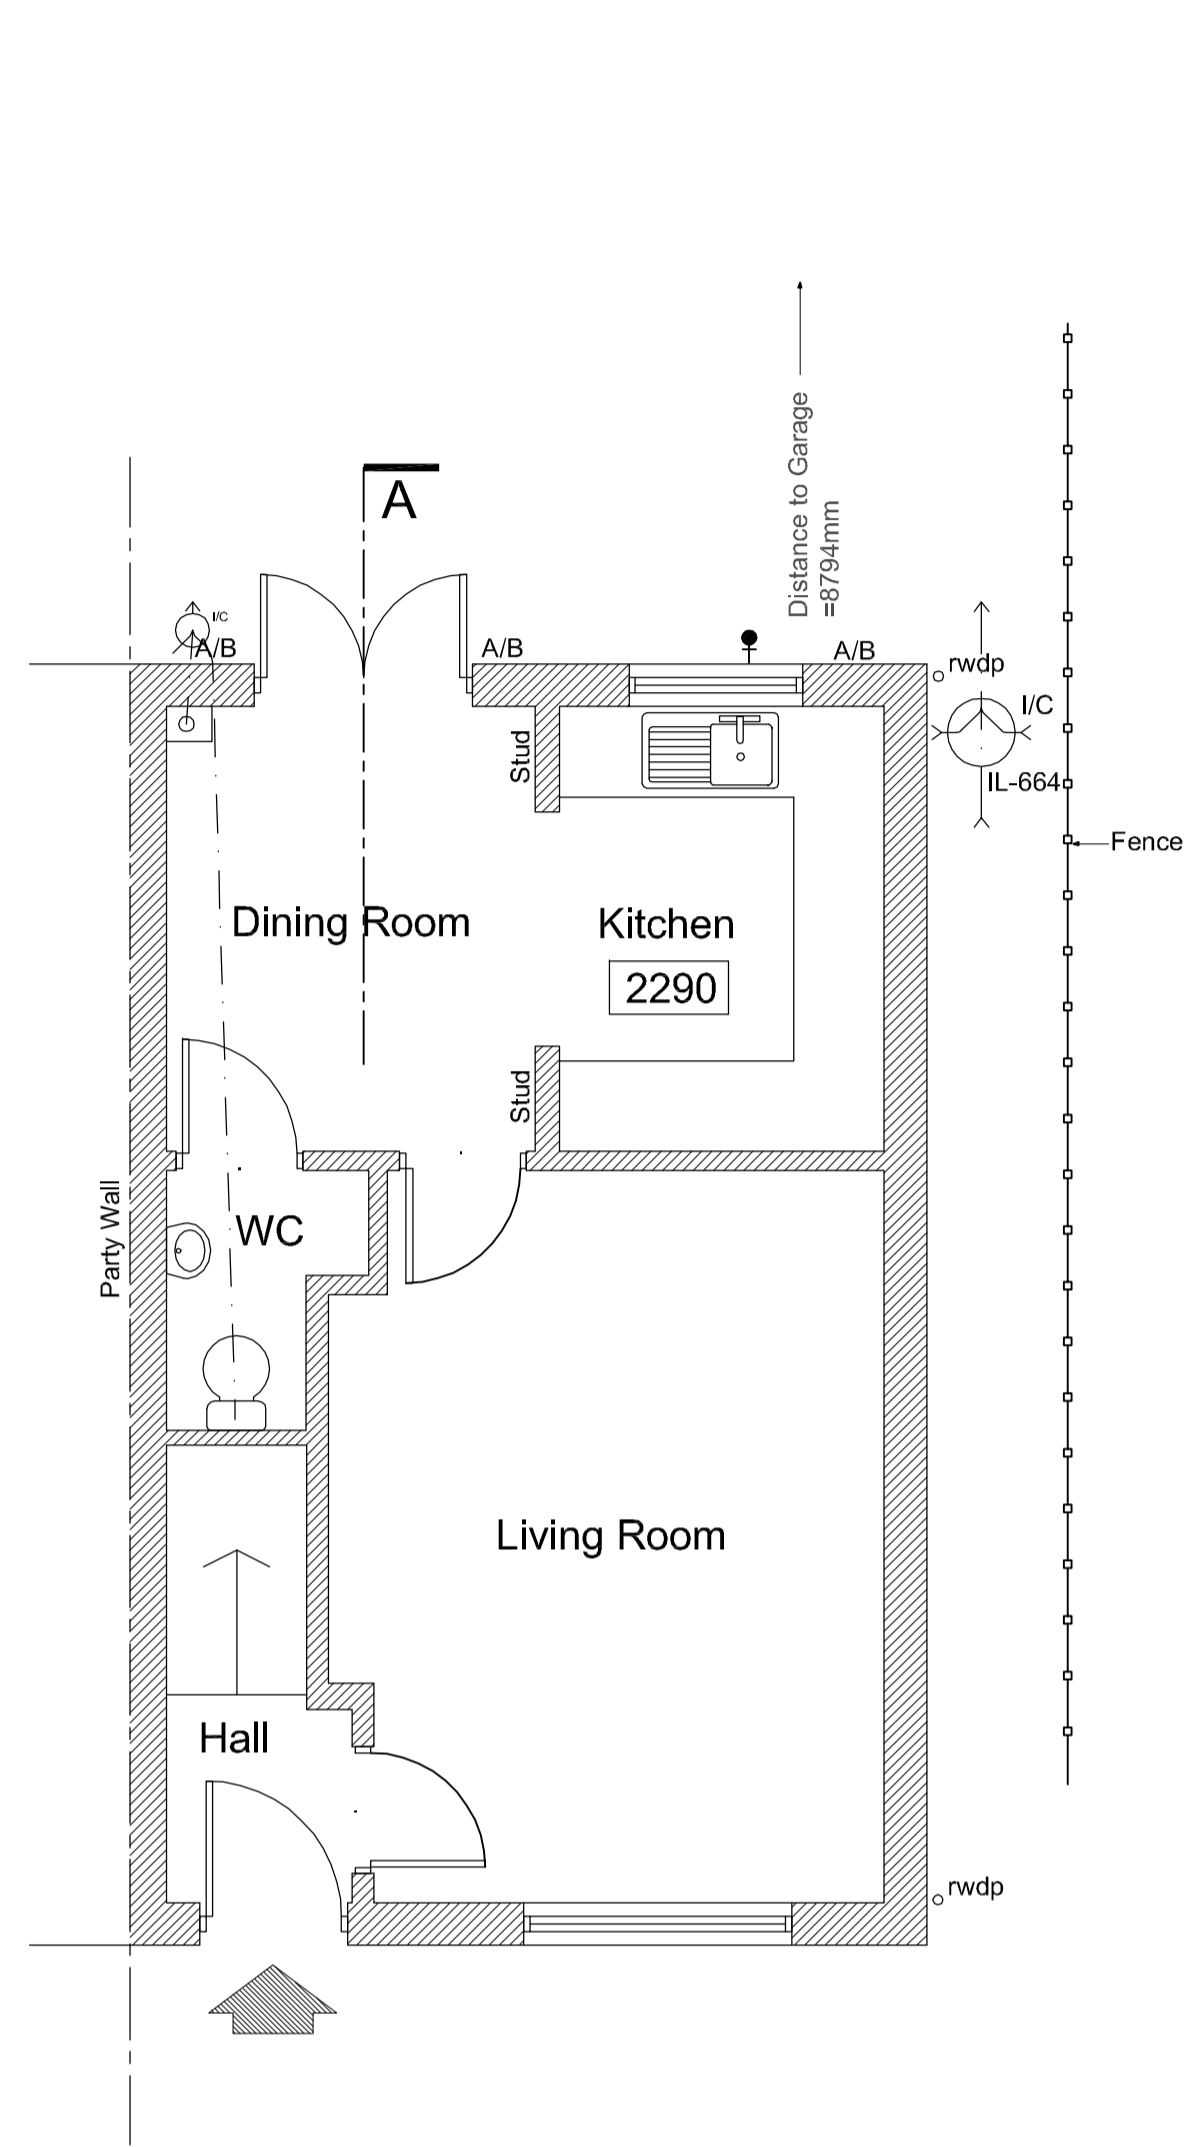 Distance to Garage
=8794mm
A
I/C
A/B
A/B
A/B
rwdp
I/C
IL-664
Stud
Fence
Dining Room
Kitchen
2290
Stud
Party Wall
WC
Living Room
Hall
rwdp